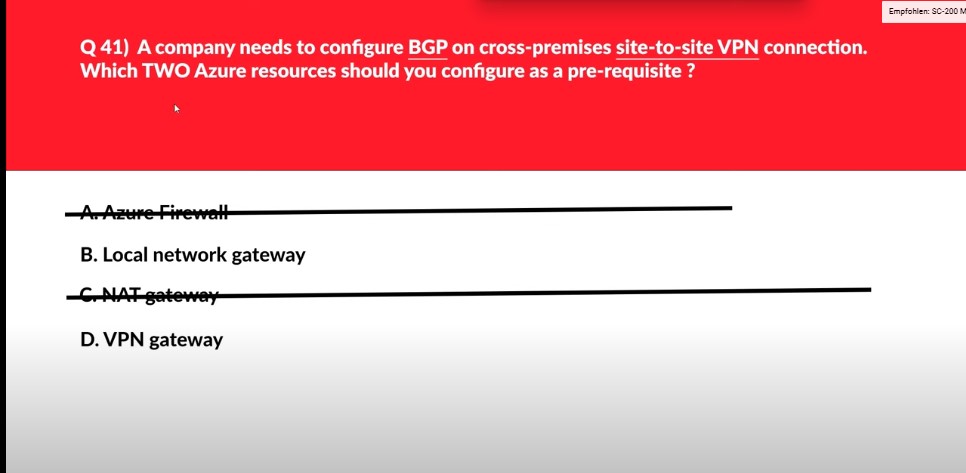 Empfohlen: SC-200 M
Q 41) A company needs to configure BGP on cross-premises site-to-site VPN connection.
Which TWO Azure resources should you configure as a pre-requisite ?
A. Azure Firewall
B. Local network gateway
C. NAT gateway
D. VPN gateway